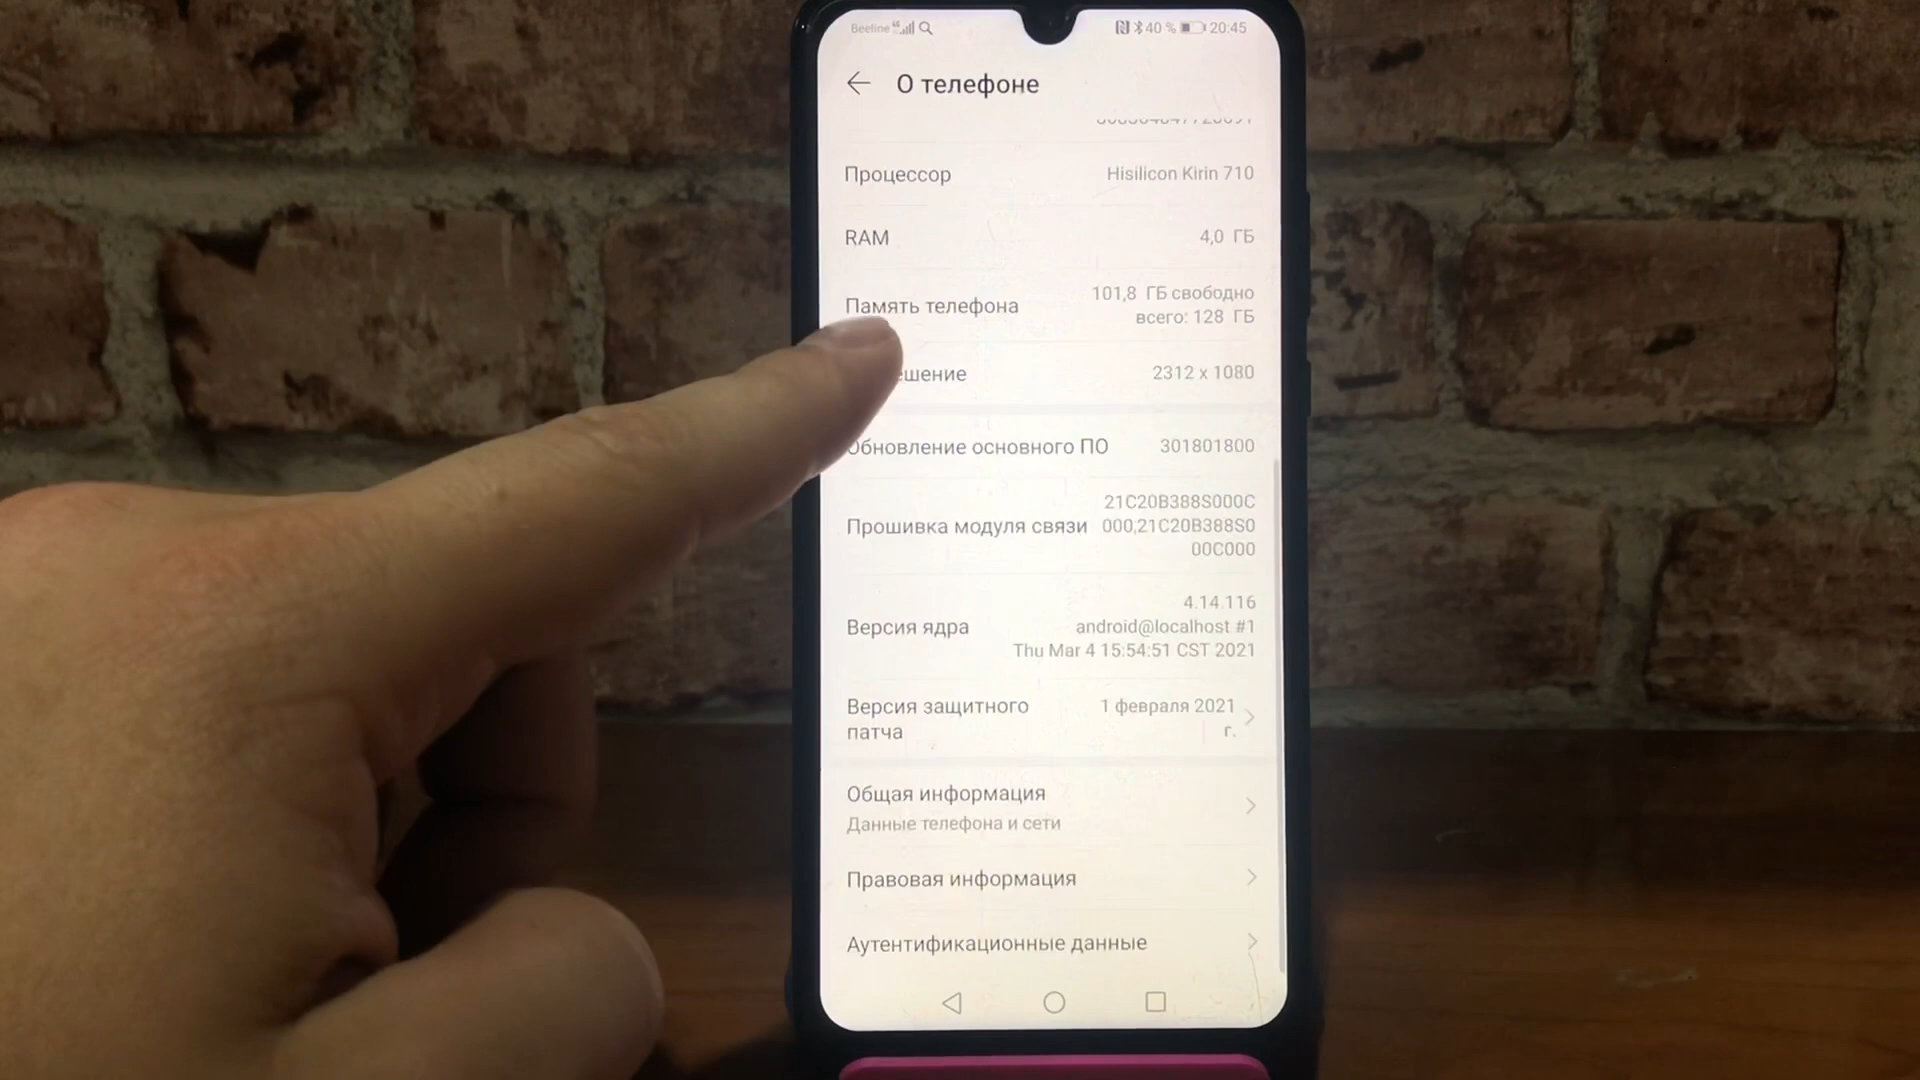 Beeline 40 % 20:45
О телефоне
Процессор Hisilicon Kirin 710
RAM 4,0 ГБ
Память телефона 101,8 ГБ свободно
всего: 128 ГБ
ешение 2312 x 1080
Обновление основного ПО 301801800
Прошивка модуля связи 21C20B388S000C
000,21C20B388S0
00C000
Версия ядра 4.14.116
android@localhost #1
Thu Mar 4 15:54:51 CST 2021
Версия защитного 1 февраля 2021
патча г.
Общая информация
Данные телефона и сети
Правовая информация
Аутентификационные данные